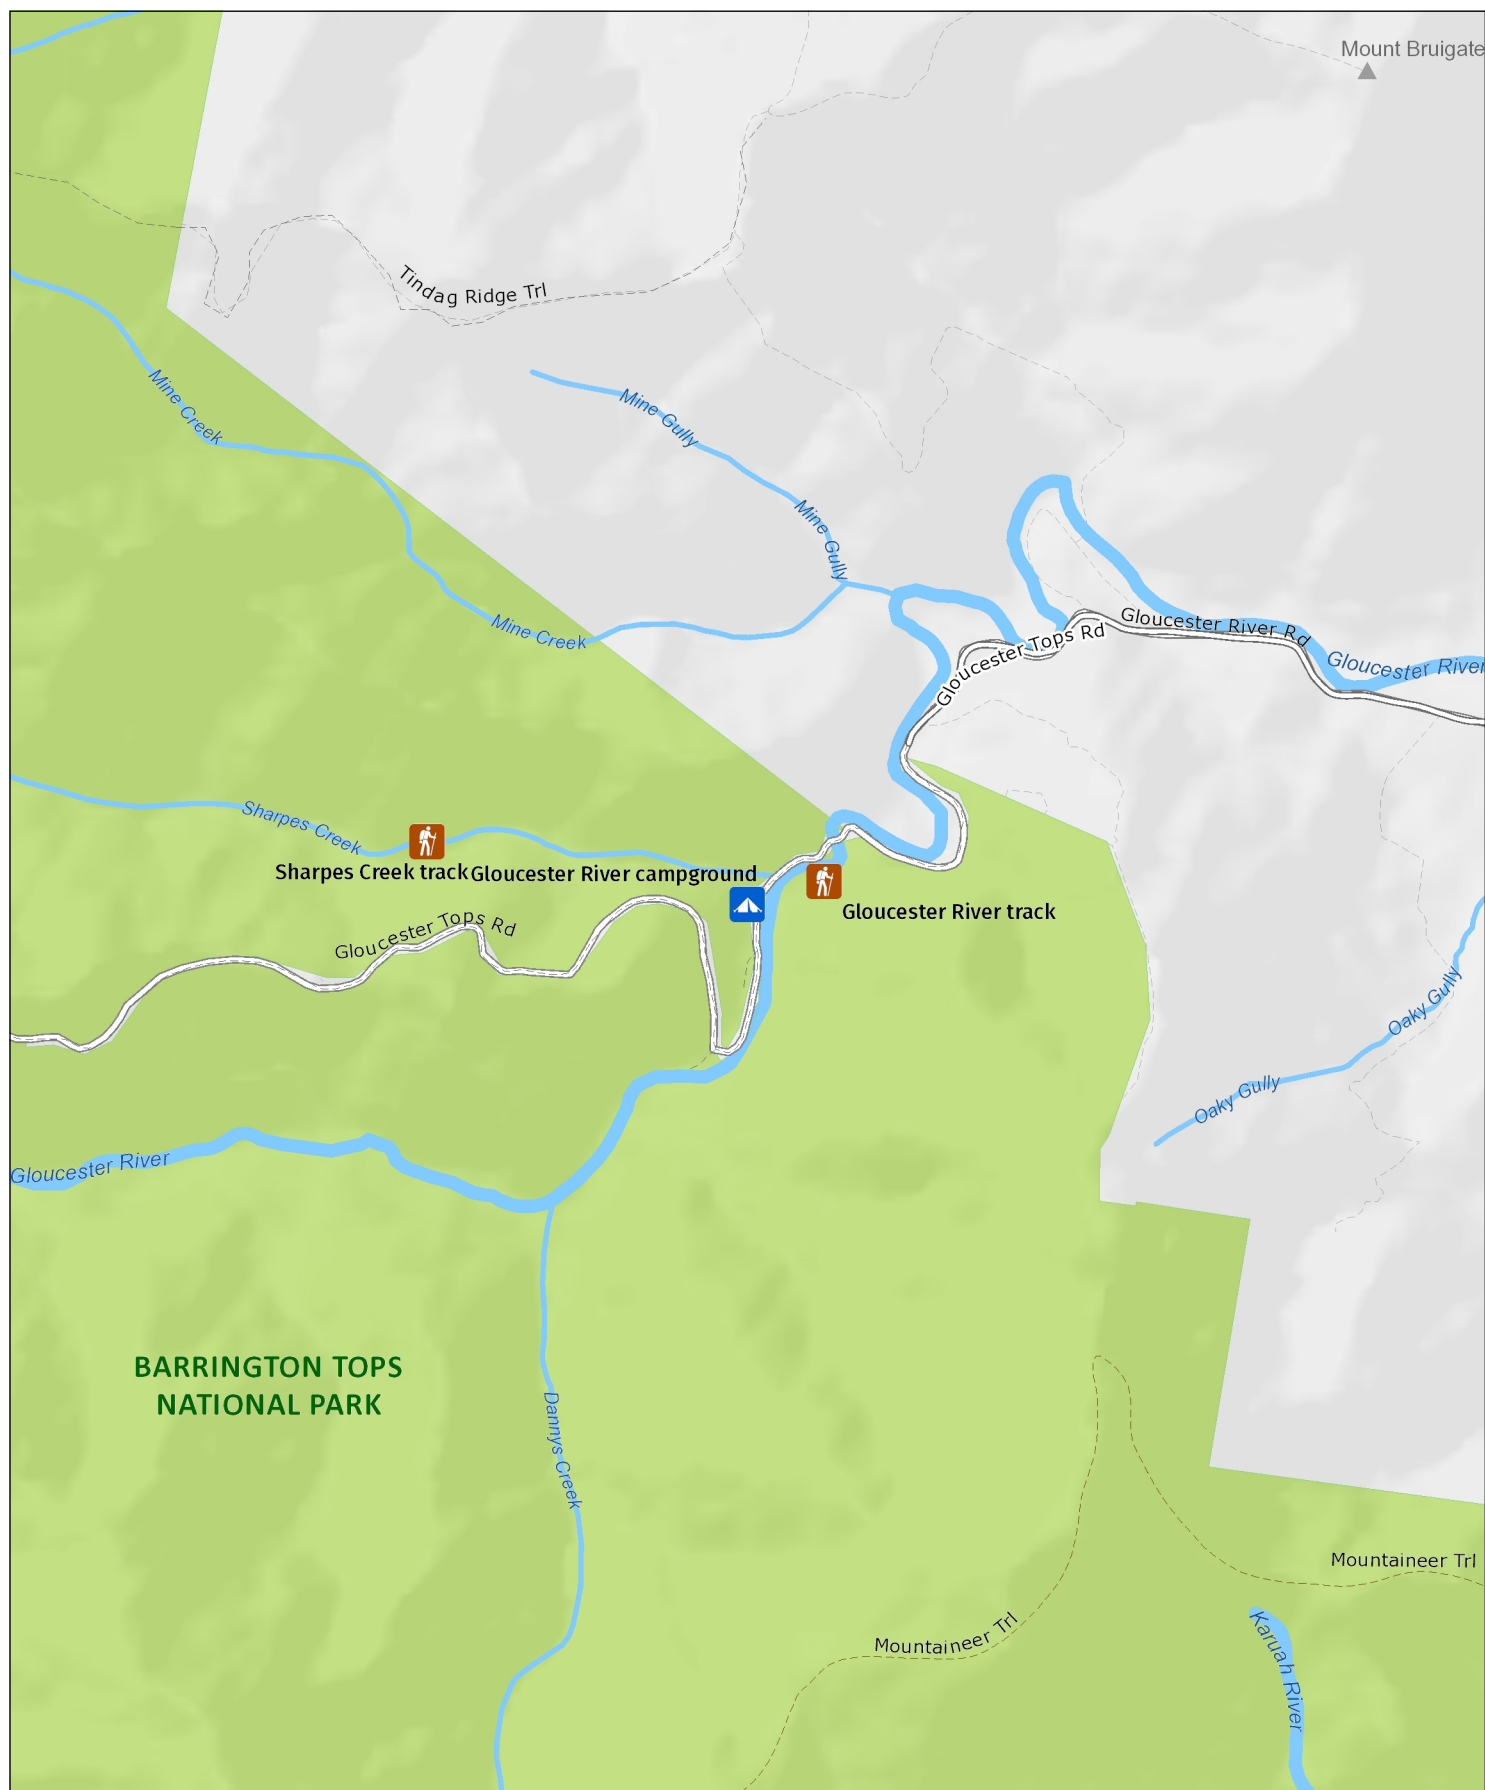 Mount Bruigate
Tindag Ridge Trl
Mine Creek
Mine Gully
Mine Gully
Mine Creek
Gloucester River Rd
Gloucester Tops Rd
Gloucester River
Sharpes Creek
Sharpes Creek track
Gloucester River campground
Gloucester River track
Gloucester Tops Rd
Oaky Gully
Oaky Gully
Gloucester River
BARRINGTON TOPS
NATIONAL PARK
Dannys Creek
Mountaineer Trl
Mountaineer Trl
Karuah River